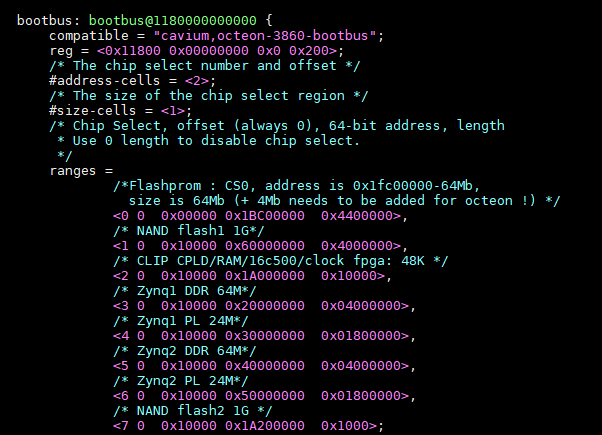 bootbus: bootbus@1180000000000 {
compatible = "cavium,octeon-3860-bootbus";
reg = <0x11800 0x00000000 0x0 0x200>;
/* The chip select number and offset */
#address-cells = <2>;
/* The size of the chip select region */
#size-cells = <1>;
/* Chip Select, offset (always 0), 64-bit address, length
* Use 0 length to disable chip select.
*/
ranges =
/*Flashprom : CS0, address is 0x1fc00000-64Mb,
size is 64Mb (+ 4Mb needs to be added for octeon !) */
<0 0  0x00000 0x1BC00000  0x4400000>,
/* NAND flash1 1G*/
<1 0  0x10000 0x60000000  0x4000000>,
/* CLIP CPLD/RAM/16c500/clock fpga: 48K */
<2 0  0x10000 0x1A000000  0x10000>,
/* Zynq1 DDR 64M*/
<3 0  0x10000 0x20000000  0x04000000>,
/* Zynq1 PL 24M*/
<4 0  0x10000 0x30000000  0x01800000>,
/* Zynq2 DDR 64M*/
<5 0  0x10000 0x40000000  0x04000000>,
/* Zynq2 PL 24M*/
<6 0  0x10000 0x50000000  0x01800000>,
/* NAND flash2 1G */
<7 0  0x10000 0x1A200000  0x1000>;